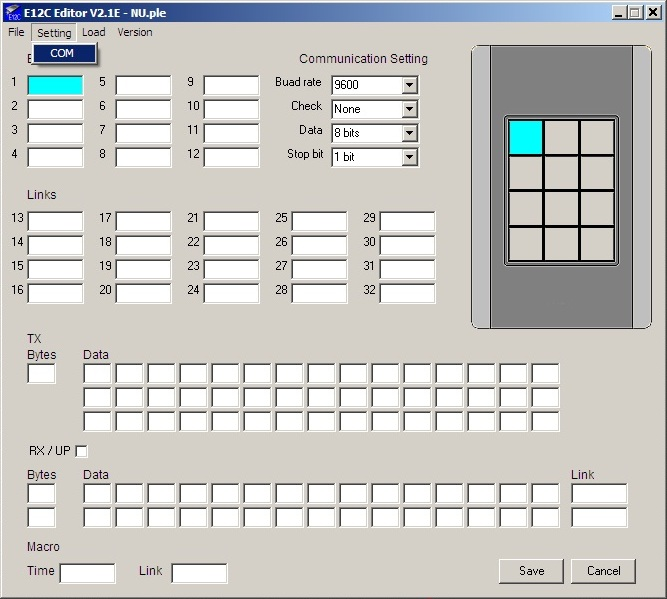 E12C Editor V2.1E - NU.ple
File Setting Load Version
COM
Communication Setting
1 5 9 Buad rate 9600
2 6 10 Check None
3 7 11 Data 8 bits
4 8 12 Stop bit 1 bit
Links
13 17 21 25 29
14 18 22 26 30
15 19 23 27 31
16 20 24 28 32
TX
Bytes Data
RX / UP
Bytes Data Link
Macro
Time Link Save Cancel